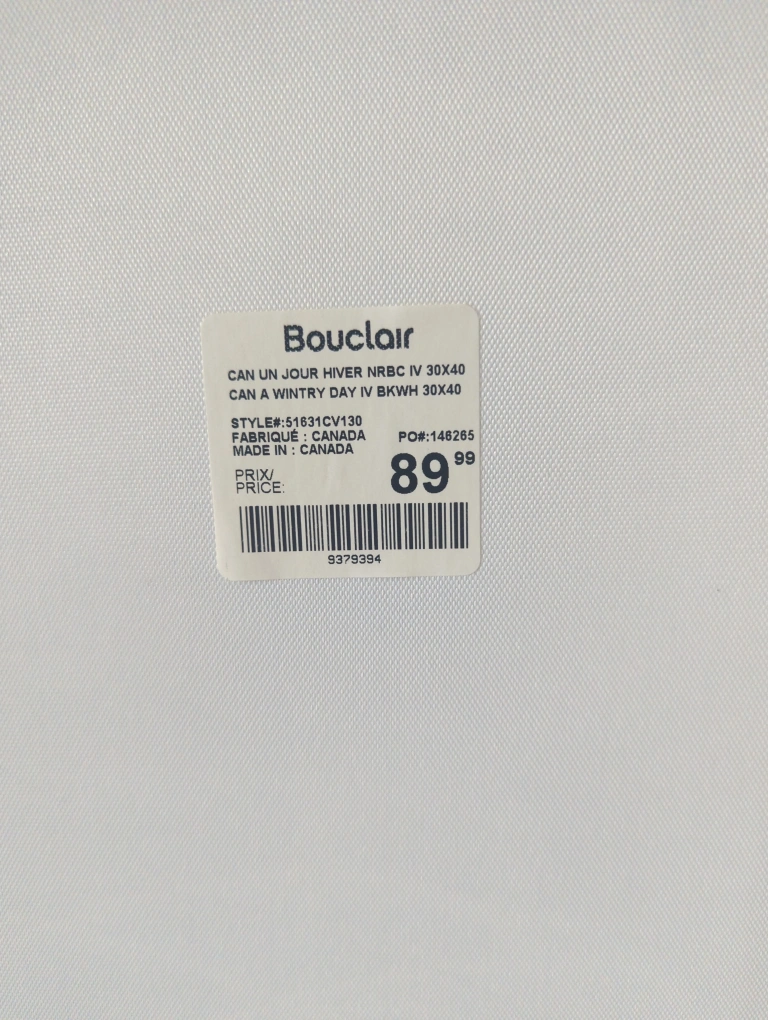 Bouclair
CAN UN JOUR HIVER NRBC IV 30X40
CAN A WINTRY DAY IV BKWH 30X40
STYLE#:51631CV130
FABRIQUÉ : CANADA PO#:146265
MADE IN : CANADA
PRIX/
PRICE: 89 99
9379394